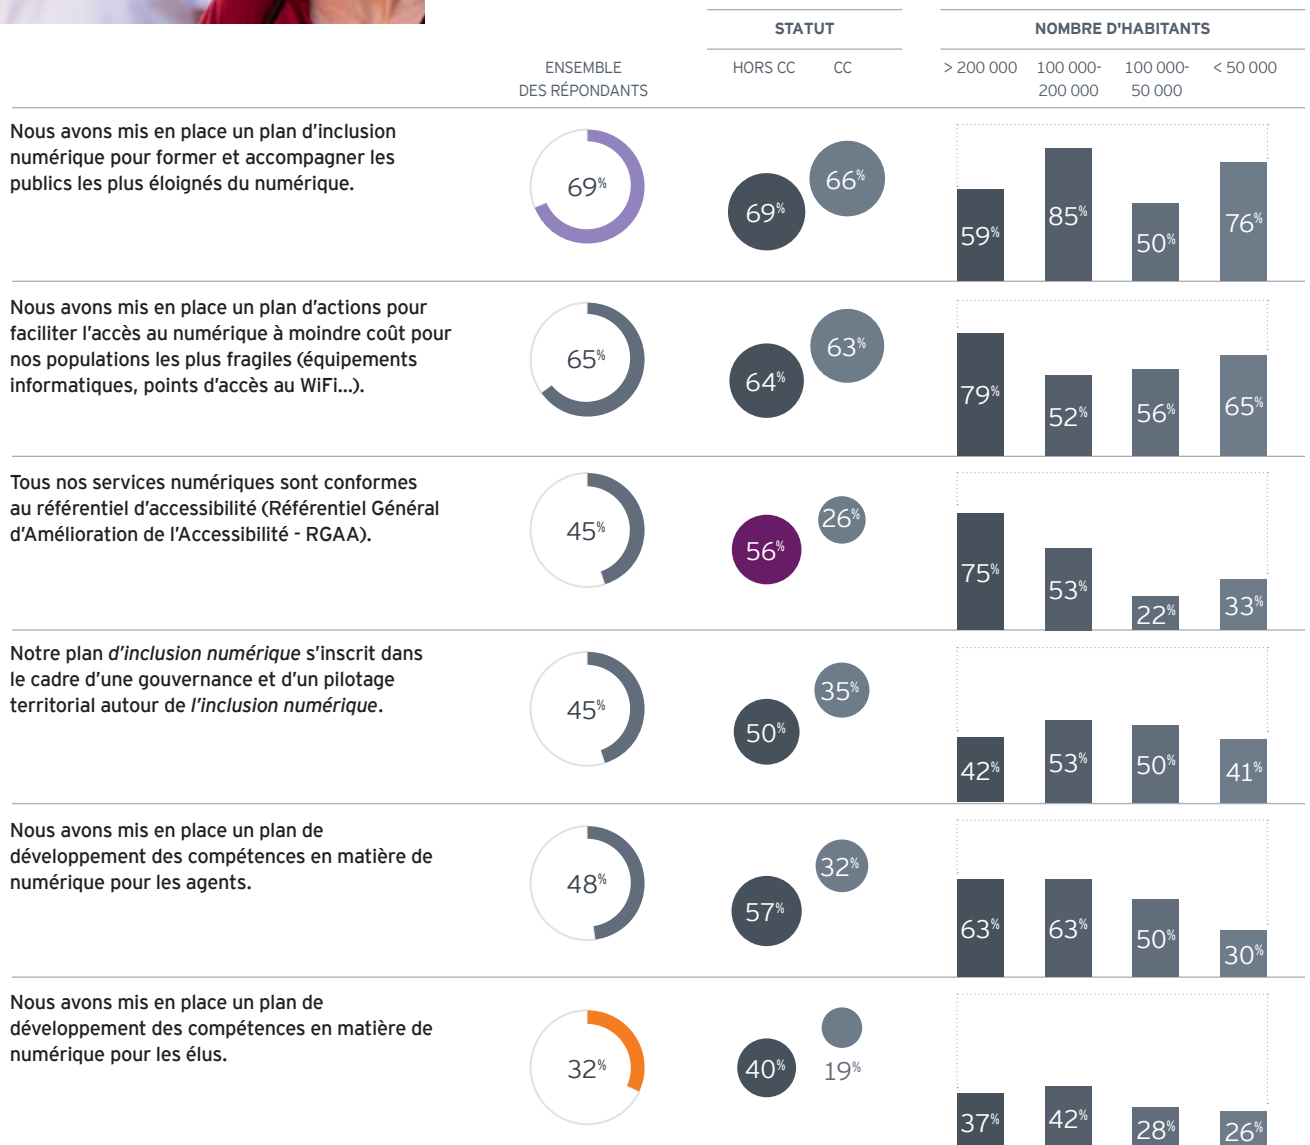 STATUT
NOMBRE D'HABITANTS
ENSEMBLE
DES RÉPONDANTS
HORS CC
CC
> 200 000
100 000-
200 000
100 000-
50 000
< 50 000
Nous avons mis en place un plan d'inclusion
numérique pour former et accompagner les
publics les plus éloignés du numérique.
69%
69%
66%
59%
85%
50%
76%
Nous avons mis en place un plan d'actions pour
faciliter l'accès au numérique à moindre coût pour
nos populations les plus fragiles (équipements
informatiques, points d'accès au WiFi...).
65%
64%
63%
79%
52%
56%
65%
Tous nos services numériques sont conformes
au référentiel d'accessibilité (Référentiel Général
d'Amélioration de l'Accessibilité - RGAA).
45%
56%
26%
75%
53%
22%
33%
Notre plan d'inclusion numérique s'inscrit dans
le cadre d'une gouvernance et d'un pilotage
territorial autour de l'inclusion numérique.
45%
50%
35%
42%
53%
50%
41%
Nous avons mis en place un plan de
développement des compétences en matière de
numérique pour les agents.
48%
57%
32%
63%
63%
50%
30%
Nous avons mis en place un plan de
développement des compétences en matière de
numérique pour les élus.
32%
40%
19%
37%
42%
28%
26%